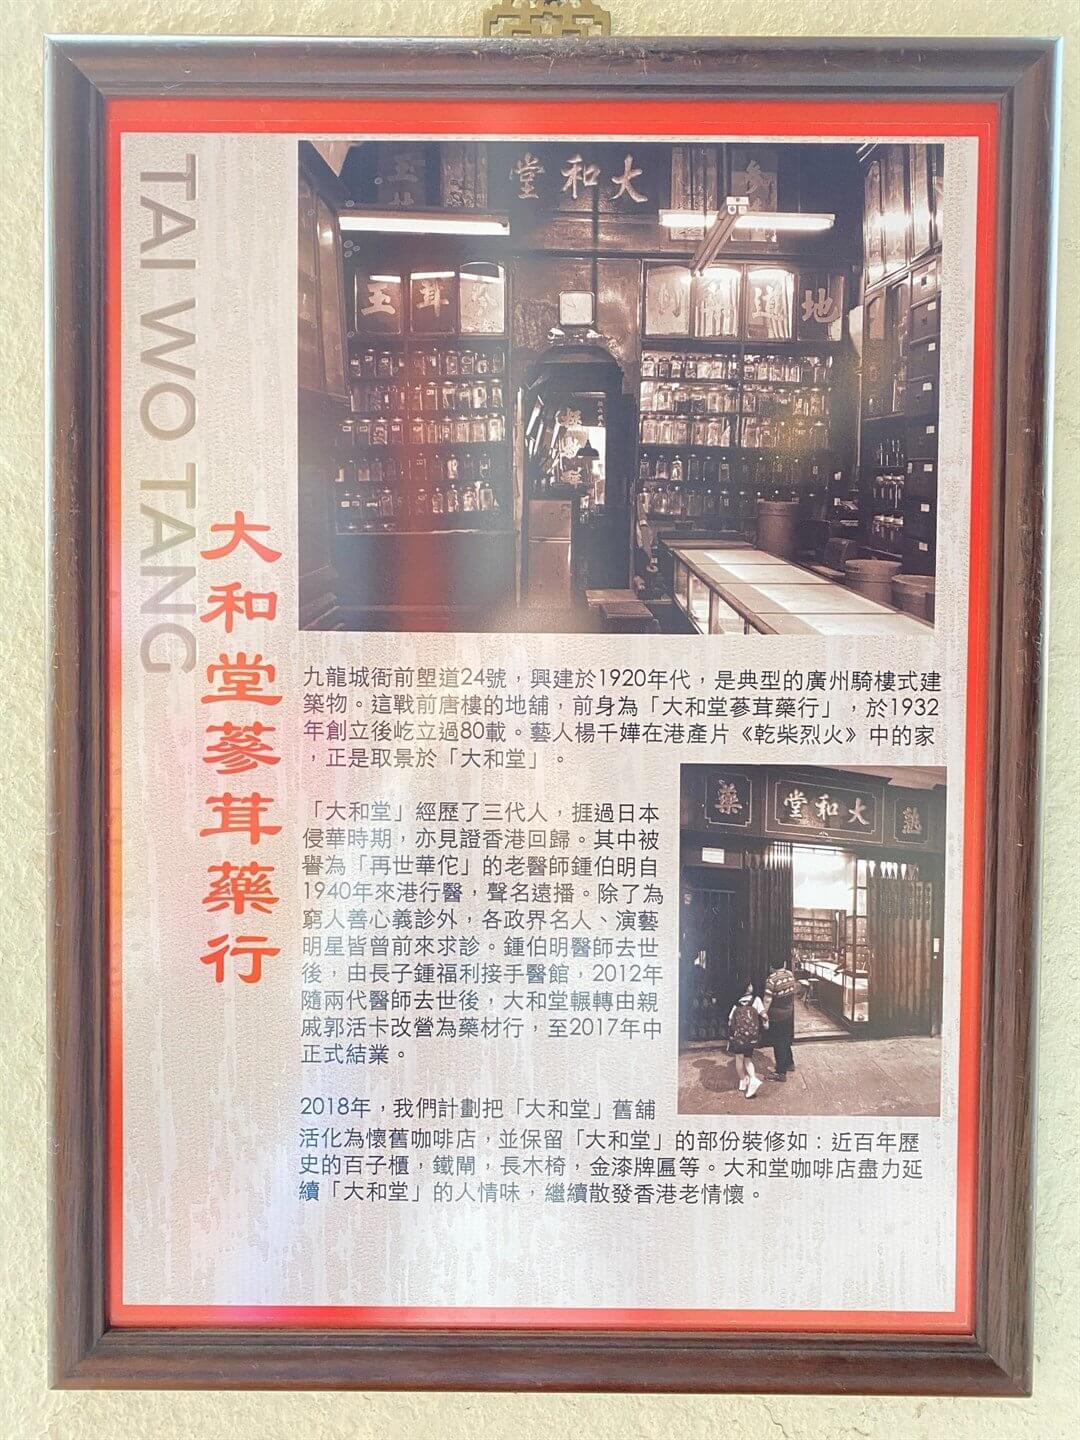 TAI WO TANG
大和堂蔘茸藥行
堂和大
玉茸
道地
九龍城衙前塱道24號，興建於1920年代，是典型的廣州騎樓式建
築物。這戰前唐樓的地舖，前身為「大和堂蔘茸藥行」，於1932
年創立後屹立過80載。藝人楊千嬅在港產片《乾柴烈火》中的家
，正是取景於「大和堂」。
「大和堂」經歷了三代人，捱過日本
侵華時期，亦見證香港回歸。其中被
譽為「再世華佗」的老醫師鍾伯明自
1940年來港行醫，聲名遠播。除了為
窮人善心義診外，各政界名人、演藝
明星皆曾前來求診。鍾伯明醫師去世
後，由長子鍾福利接手醫館，2012年
隨兩代醫師去世後，大和堂輾轉由親
戚郭活卡改營為藥材行，至2017年中
正式結業。
藥
堂和大
2018年，我們計劃把「大和堂」舊舖
活化為懷舊咖啡店，並保留「大和堂」的部份裝修如：近百年歷
史的百子櫃，鐵閘，長木椅，金漆牌匾等。大和堂咖啡店盡力延
續「大和堂」的人情味，繼續散發香港老情懷。